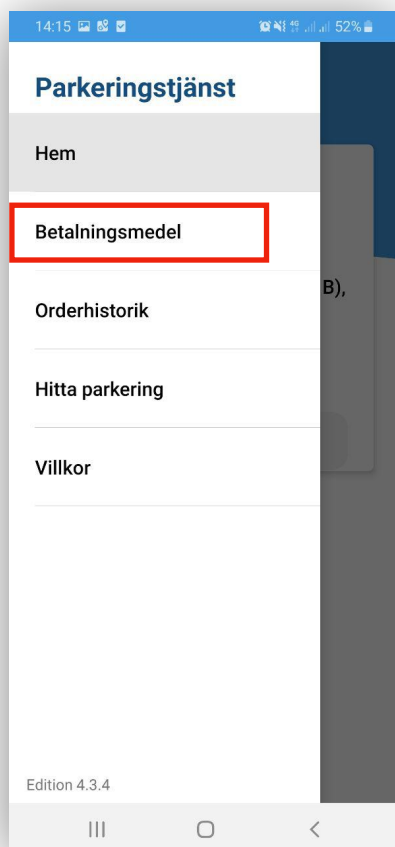 14:15 52%
Parkeringstjänst
Hem
Betalningsmedel
B),
Orderhistorik
Hitta parkering
Villkor
Edition 4.3.4